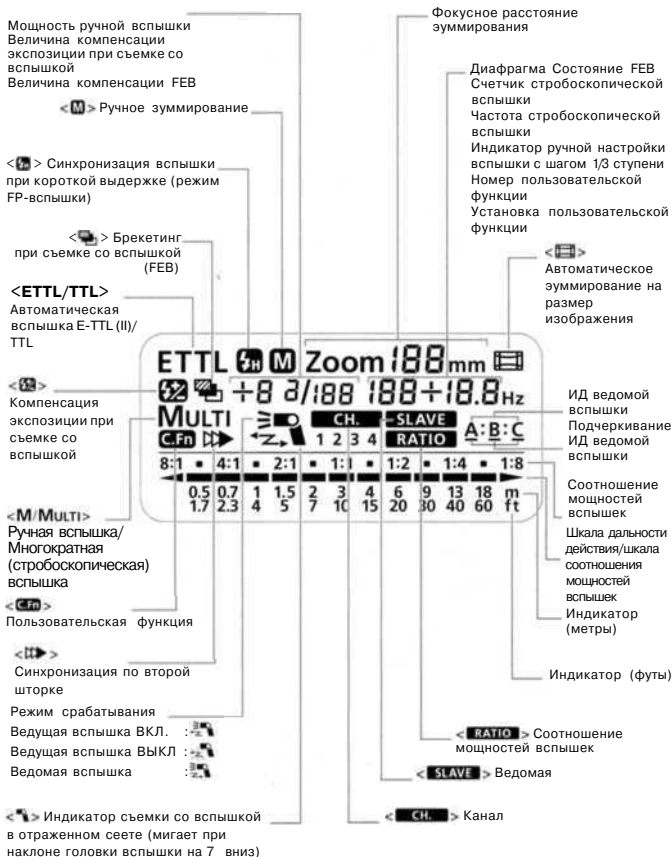 Мощность ручной вспышки
Величина компенсации
экспозиции при съемке со
вспышкой
Величина компенсации FEB
Фокусное расстояние
эуммирования
Диафрагма Состояние FEB
Счетчик стробоскопической
вспышки
Частота стробоскопической
вспышки
Индикатор ручной настройки
вспышки с шагом 1/3 ступени
Номер пользовательской
функции
Установка пользовательской
функции
<M> Ручное зуммирование
<H> Синхронизация вспышки
при короткой выдержке (режим
FP-вспышки)
< > Брекетинг
при съемке со вспышкой
(FEB)
< >
Автоматическое
эуммирование на
размер
изображения
<ETTL/TTL>
Автоматическая
вспышка E-TTL (II)/
TTL
ETTL H M Zoom 188 mm
÷8 8/188 188÷18.8 Hz
MULTI CH. SLAVE
C.Fn Z 1 2 3 4 RATIO A:B:C
8:1 ▪ 4:1 ▪ 2:1 ▪ 1:1 ▪ 1:2 ▪ 1:4 ▪ 1:8
0.5 0.7 1 1.5 2 3 4 6 9 13 18 m
1.7 2.3 4 5 7 10 15 20 30 40 60 ft
< >
Компенсация
экспозиции при
съемке со
вспышкой
ИД ведомой
вспышки
Подчеркивание
ИД ведомой
вспышки
Соотношение
мощностей
вспышек
Шкала дальности
действия/шкала
соотношения
мощностей
вспышек
Индикатор
(метры)
Индикатор (футы)
<M/MULTI>
Ручная вспышка/
Многократная
(стробоскопическая)
вспышка
<C.Fn>
Пользовательская функция
< >
Синхронизация по второй
шторке
Режим срабатывания
Ведущая вспышка ВКЛ. :
Ведущая вспышка ВЫКЛ :
Ведомая вспышка :
< RATIO > Соотношение
мощностей вспышек
< SLAVE > Ведомая
< CH. > Канал
< > Индикатор съемки со вспышкой
в отраженном сеете (мигает при
наклоне головки вспышки на 7 вниз)